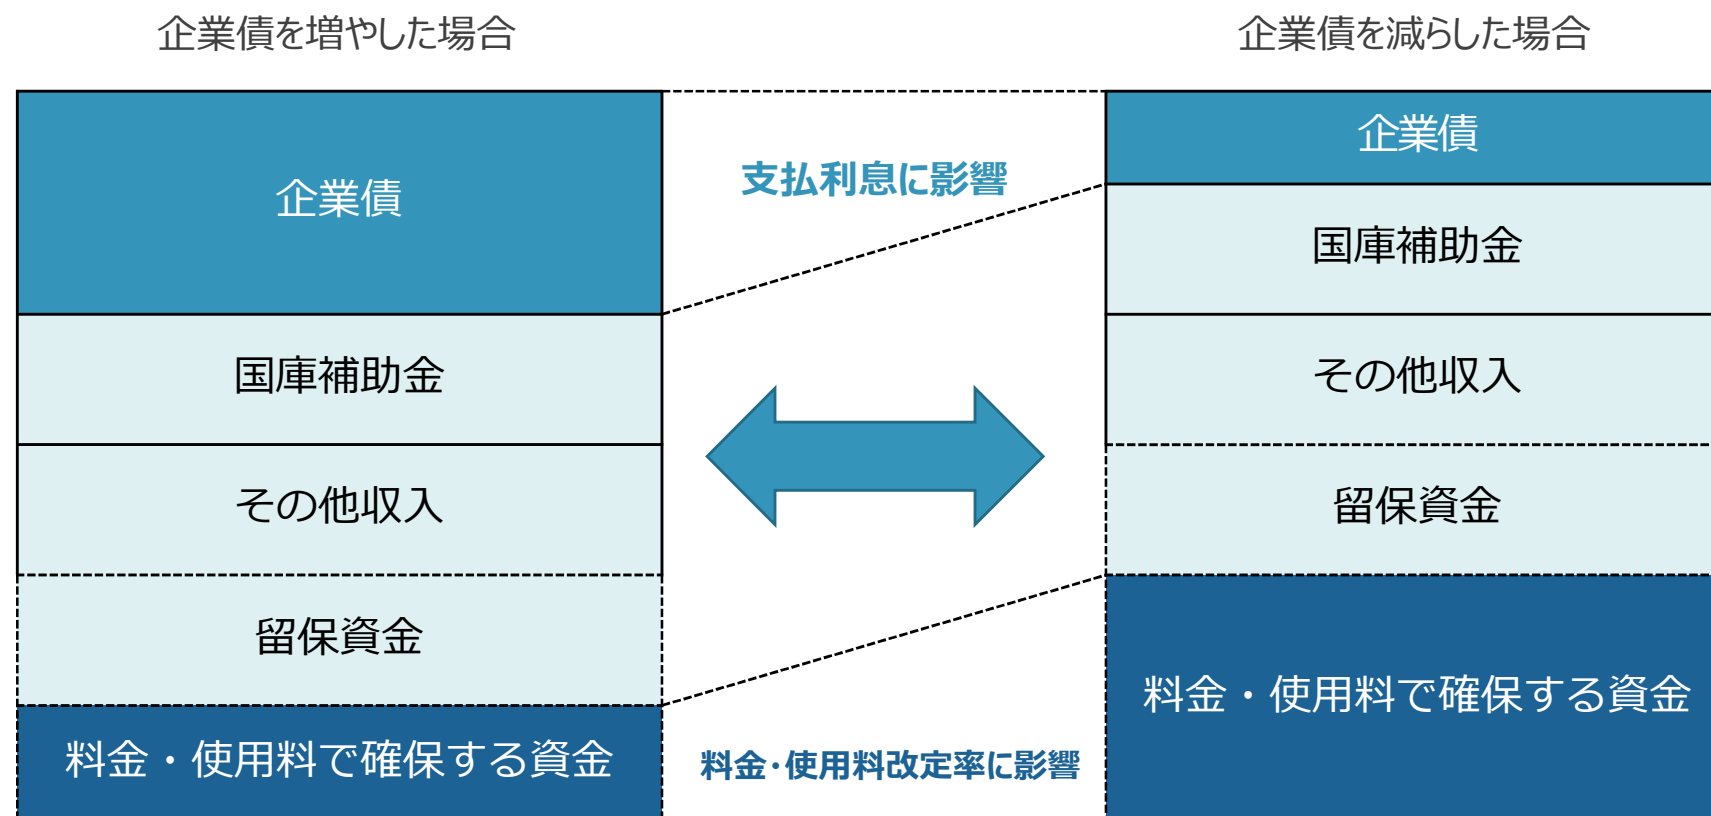 企業債を増やした場合
企業債を減らした場合
企業債
国庫補助金
その他収入
留保資金
料金・使用料で確保する資金
支払利息に影響
料金・使用料改定率に影響
企業債
国庫補助金
その他収入
留保資金
料金・使用料で確保する資金